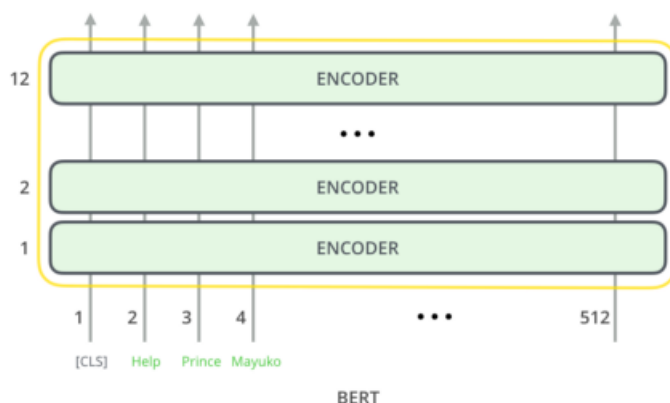 12 ENCODER
...
2 ENCODER
1 ENCODER
1 2 3 4 ... 512
[CLS] Help Prince Mayuko
BERT